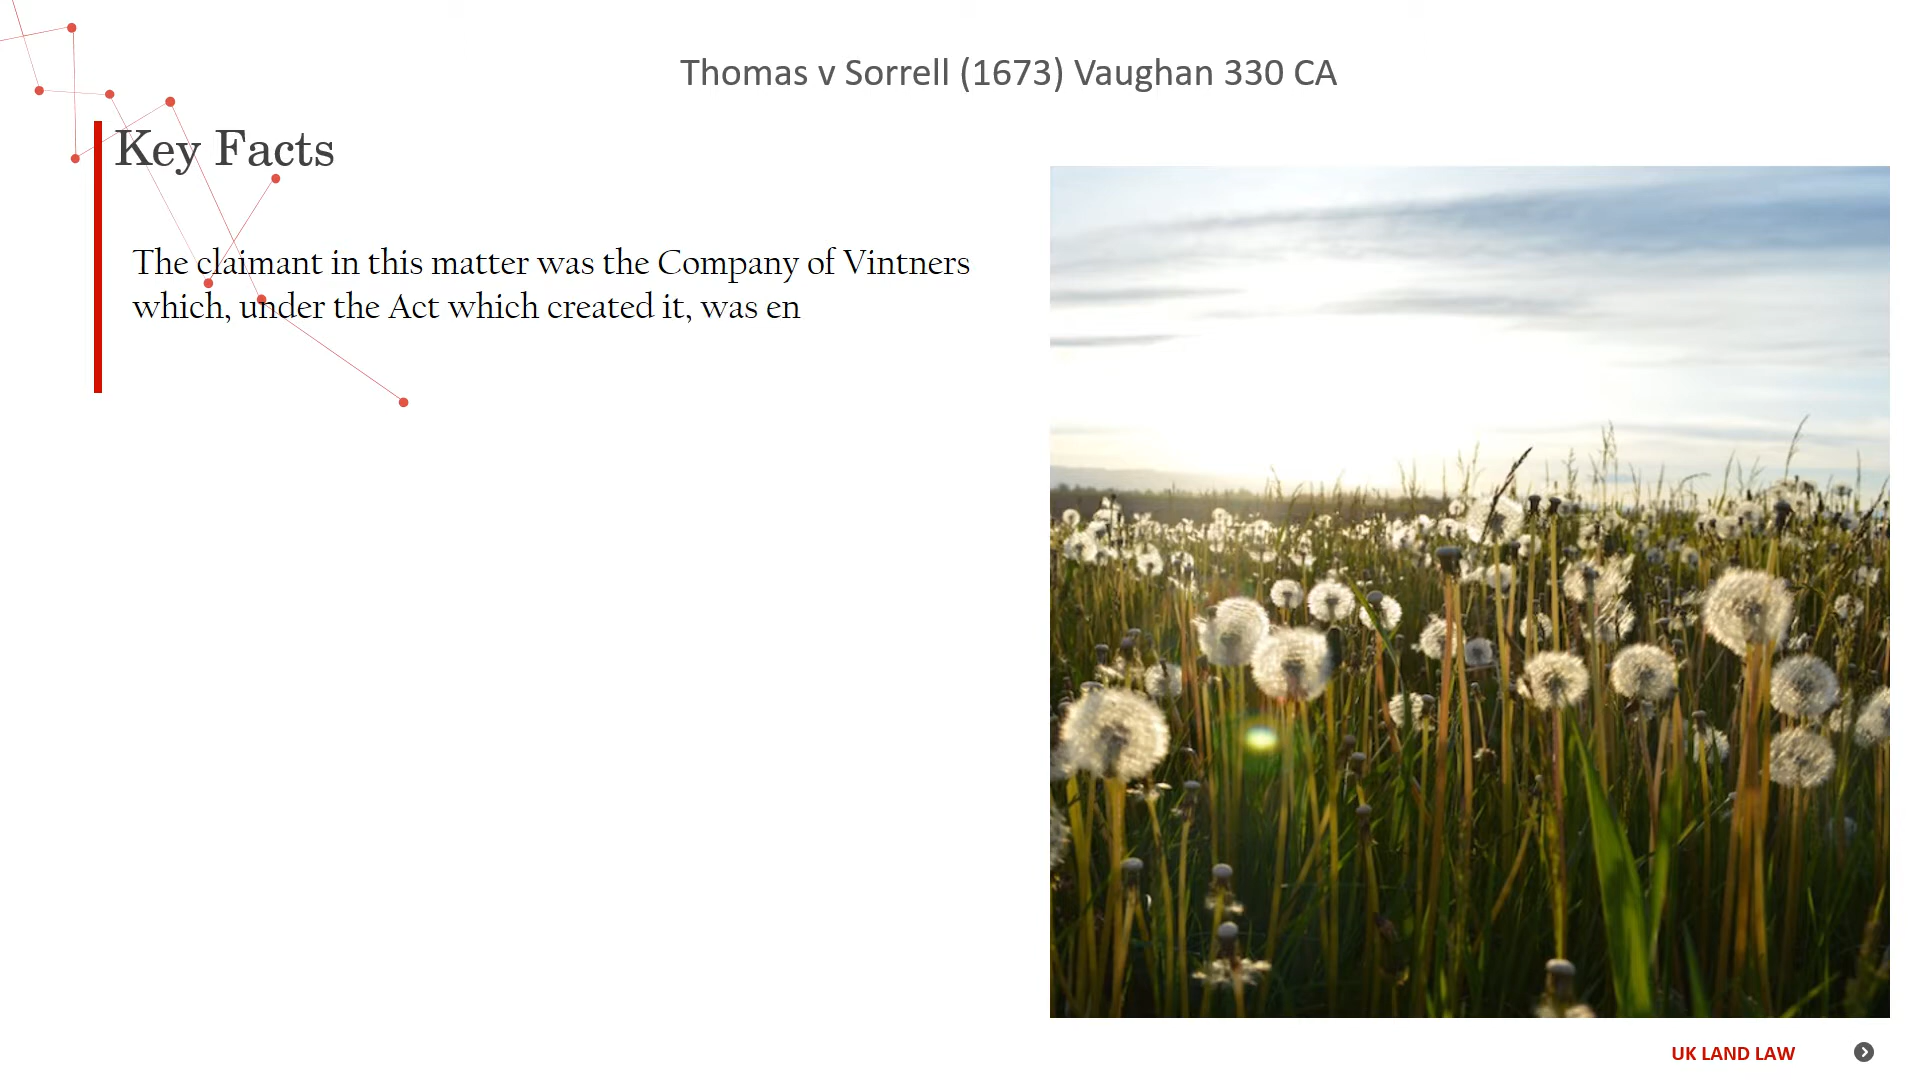 Thomas v Sorrell (1673) Vaughan 330 CA
Key Facts
The claimant in this matter was the Company of Vintners
which, under the Act which created it, was en
UK LAND LAW